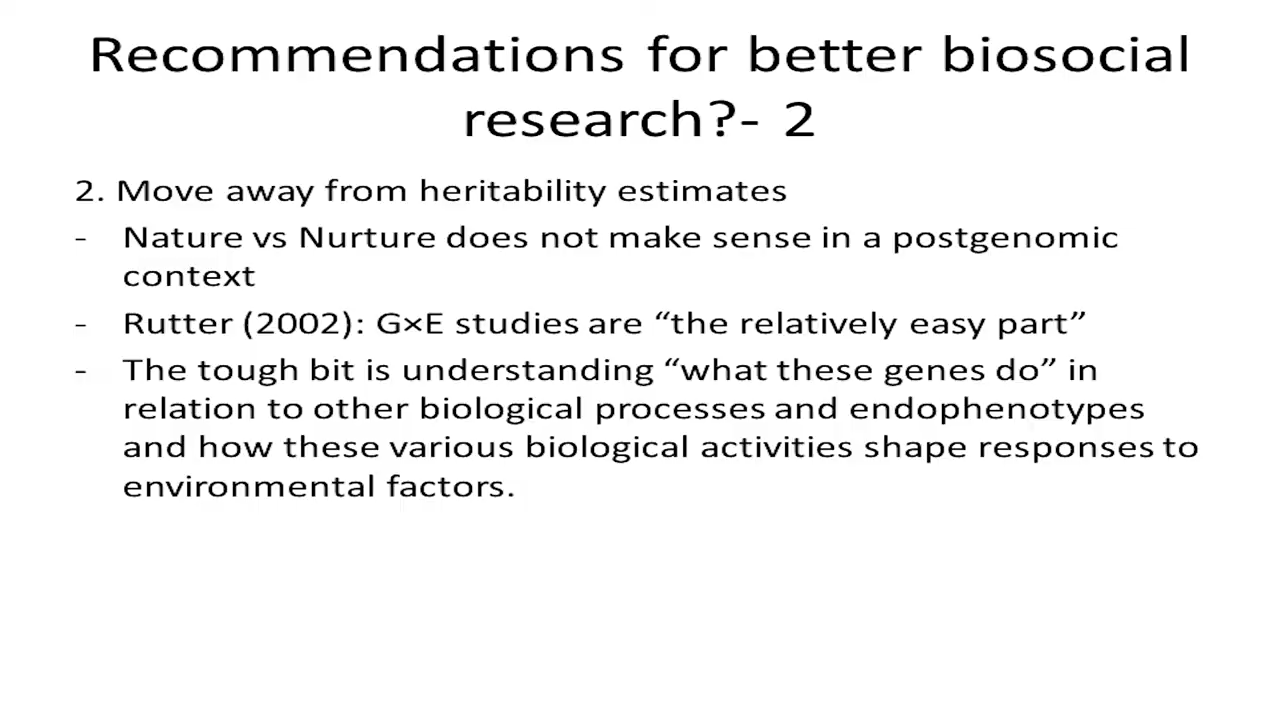 Recommendations for better biosocial
research?- 2
2. Move away from heritability estimates
- Nature vs Nurture does not make sense in a postgenomic
context
- Rutter (2002): G×E studies are “the relatively easy part”
- The tough bit is understanding “what these genes do” in
relation to other biological processes and endophenotypes
and how these various biological activities shape responses to
environmental factors.